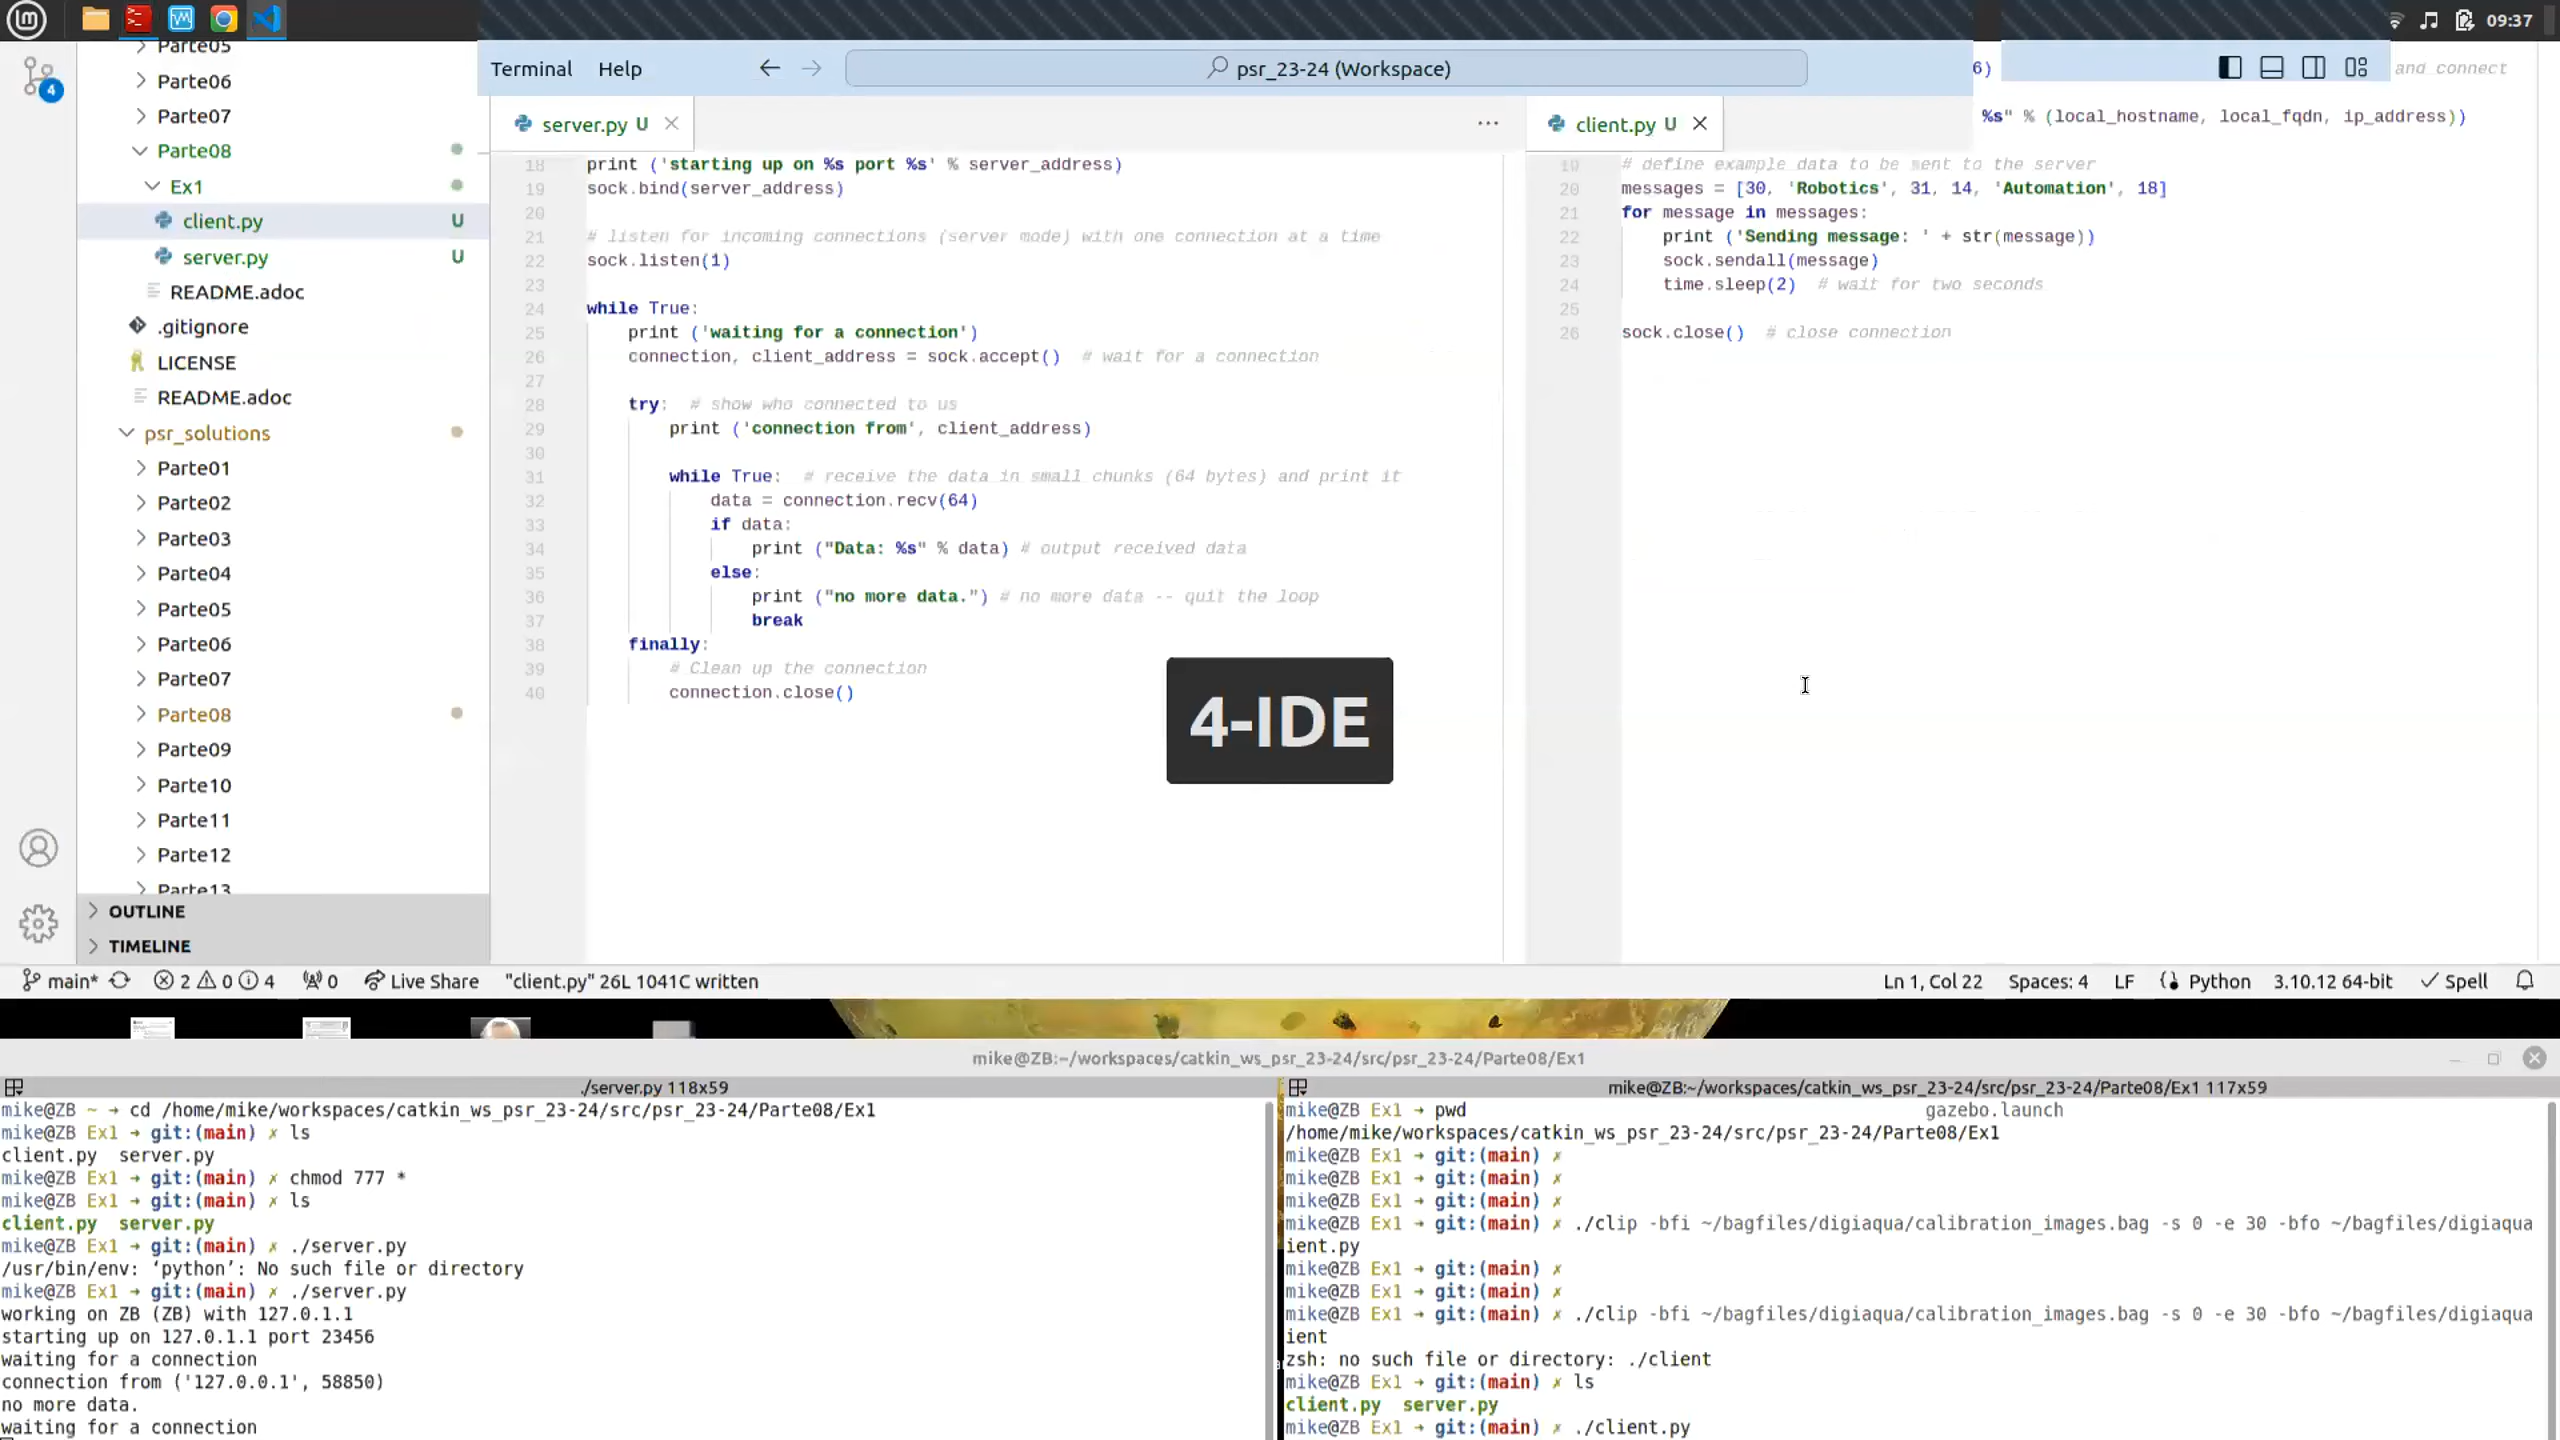 09:37
4
Parte05
Parte06
Parte07
Parte08
Ex1
client.py U
server.py U
README.adoc
.gitignore
LICENSE
README.adoc
psr_solutions
Parte01
Parte02
Parte03
Parte04
Parte05
Parte06
Parte07
Parte08
Parte09
Parte10
Parte11
Parte12
Parte13
OUTLINE
TIMELINE
Terminal Help psr_23-24 (Workspace)
server.py U
18 print ('starting up on %s port %s' % server_address)
19 sock.bind(server_address)
20
21 # listen for incoming connections (server mode) with one connection at a time
22 sock.listen(1)
23
24 while True:
25 print ('waiting for a connection')
26 connection, client_address = sock.accept() # wait for a connection
27
28 try: # show who connected to us
29 print ('connection from', client_address)
30
31 while True: # receive the data in small chunks (64 bytes) and print it
32 data = connection.recv(64)
33 if data:
34 print ("Data: %s" % data) # output received data
35 else:
36 print ("no more data.") # no more data -- quit the loop
37 break
38 finally:
39 # Clean up the connection
40 connection.close()
4-IDE
6) and connect
%s" % (local_hostname, local_fqdn, ip_address))
client.py U
19 # define example data to be sent to the server
20 messages = [30, 'Robotics', 31, 14, 'Automation', 18]
21 for message in messages:
22 print ('Sending message: ' + str(message))
23 sock.sendall(message)
24 time.sleep(2) # wait for two seconds
25
26 sock.close() # close connection
main* 2 0 4 0 Live Share "client.py" 26L 1041C written Ln 1, Col 22 Spaces: 4 LF Python 3.10.12 64-bit Spell
mike@ZB:~/workspaces/catkin_ws_psr_23-24/src/psr_23-24/Parte08/Ex1
./server.py 118x59
mike@ZB ~ → cd /home/mike/workspaces/catkin_ws_psr_23-24/src/psr_23-24/Parte08/Ex1
mike@ZB Ex1 → git:(main) ✗ ls
client.py server.py
mike@ZB Ex1 → git:(main) ✗ chmod 777 *
mike@ZB Ex1 → git:(main) ✗ ls
client.py server.py
mike@ZB Ex1 → git:(main) ✗ ./server.py
/usr/bin/env: ‘python’: No such file or directory
mike@ZB Ex1 → git:(main) ✗ ./server.py
working on ZB (ZB) with 127.0.1.1
starting up on 127.0.1.1 port 23456
waiting for a connection
connection from ('127.0.0.1', 58850)
no more data.
waiting for a connection
mike@ZB:~/workspaces/catkin_ws_psr_23-24/src/psr_23-24/Parte08/Ex1 117x59
mike@ZB Ex1 → pwd gazebo.launch
/home/mike/workspaces/catkin_ws_psr_23-24/src/psr_23-24/Parte08/Ex1
mike@ZB Ex1 → git:(main) ✗
mike@ZB Ex1 → git:(main) ✗
mike@ZB Ex1 → git:(main) ✗
mike@ZB Ex1 → git:(main) ✗ ./clip -bfi ~/bagfiles/digiaqua/calibration_images.bag -s 0 -e 30 -bfo ~/bagfiles/digiaqua
ient.py
mike@ZB Ex1 → git:(main) ✗
mike@ZB Ex1 → git:(main) ✗
mike@ZB Ex1 → git:(main) ✗ ./clip -bfi ~/bagfiles/digiaqua/calibration_images.bag -s 0 -e 30 -bfo ~/bagfiles/digiaqua
ient
zsh: no such file or directory: ./client
mike@ZB Ex1 → git:(main) ✗ ls
client.py server.py
mike@ZB Ex1 → git:(main) ✗ ./client.py